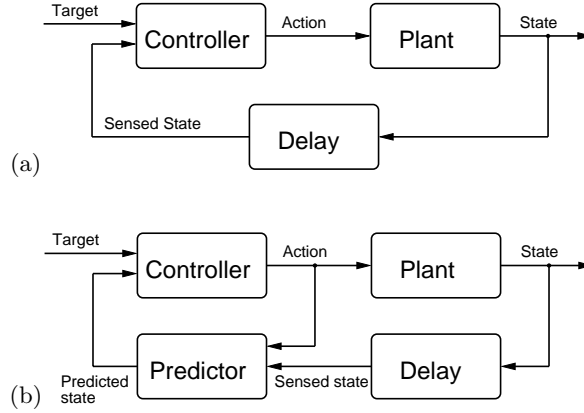 Target
Controller
Action
Plant
State
Sensed State
Delay
(a)
Target
Controller
Action
Plant
State
Predictor
Delay
Predicted
state
Sensed state
(b)